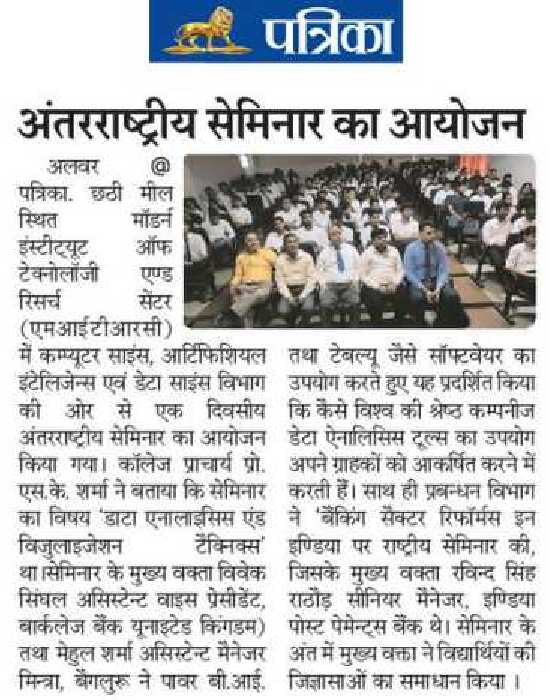 पत्रिका
अंतरराष्ट्रीय सेमिनार का आयोजन
अलवर @
पत्रिका. छठी मील
स्थित मॉडर्न
इंस्टीट्यूट ऑफ
टेक्नोलॉजी एण्ड
रिसर्च सेंटर
(एमआईटीआरसी)
में कम्प्यूटर साइंस, आर्टिफिशियल
इंटेलिजेन्स एवं डेटा साइंस विभाग
की ओर से एक दिवसीय
अंतरराष्ट्रीय सेमिनार का आयोजन
किया गया। कॉलेज प्राचार्य प्रो.
एस.के. शर्मा ने बताया कि सेमिनार
का विषय 'डाटा एनालाइसिस एंड
विजुलाइजेशन टैक्निक्स'
था।सेमिनार के मुख्य वक्ता विवेक
सिंघल असिस्टेन्ट वाइस प्रेसीडेंट,
बार्कलेज बैंक यूनाइटेड किंगडम)
तथा मेहुल शर्मा असिस्टेन्ट मैनेजर
मिन्त्रा, बेंगलुरू ने पावर बी.आई.
तथा टेबल्यू जैसे सॉफ्टवेयर का
उपयोग करते हुए यह प्रदर्शित किया
कि कैसे विश्व की श्रेष्ठ कम्पनीज
डेटा ऐनालिसिस टूल्स का उपयोग
अपने ग्राहकों को आकर्षित करने में
करती हैं। साथ ही प्रबन्धन विभाग
ने 'बैंकिंग सैक्टर रिफॉर्मस इन
इण्डिया पर राष्ट्रीय सेमिनार की,
जिसके मुख्य वक्ता रविन्द सिंह
राठौड़ सीनियर मैनेजर, इण्डिया
पोस्ट पेमेन्ट्स बैंक थे। सेमिनार के
अंत में मुख्य वक्ता ने विद्यार्थियों की
जिज्ञासाओं का समाधान किया ।